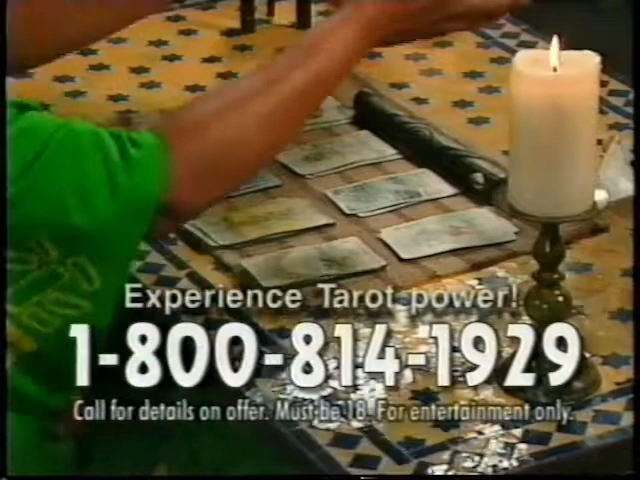 Experience Tarot power!
1-800-814-1929
Call for details on offer. Must be 18. For entertainment only.